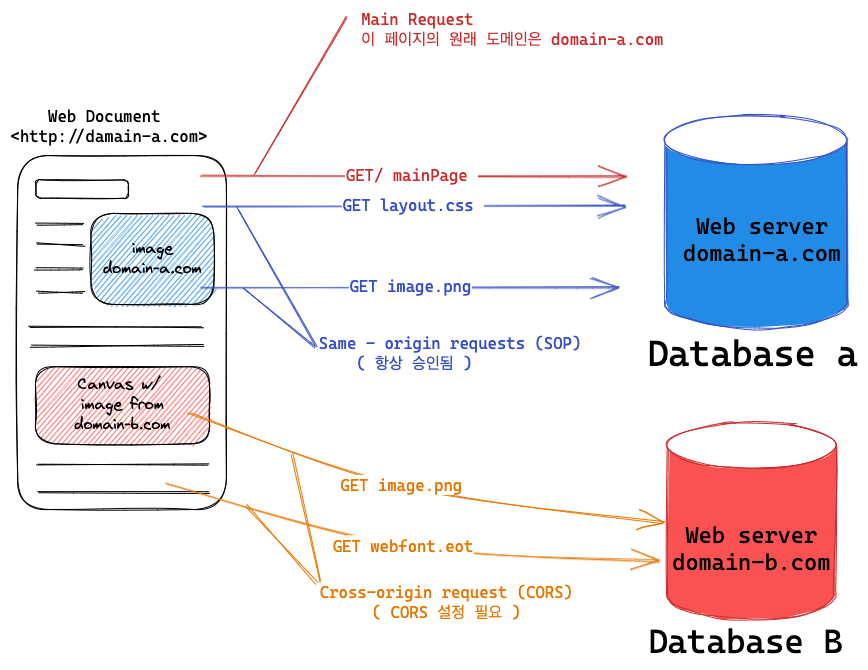 Main Request
이 페이지의 원래 도메인은 domain-a.com
Web Document
<http://damain-a.com>
GET/ mainPage
GET layout.css
image
domain-a.com
GET image.png
Web server
domain-a.com
Same - origin requests (SOP)
( 항상 승인됨 )
Database a
Canvas w/
image from
domain-b.com
GET image.png
GET webfont.eot
Web server
domain-b.com
Cross-origin request (CORS)
( CORS 설정 필요 )
Database B